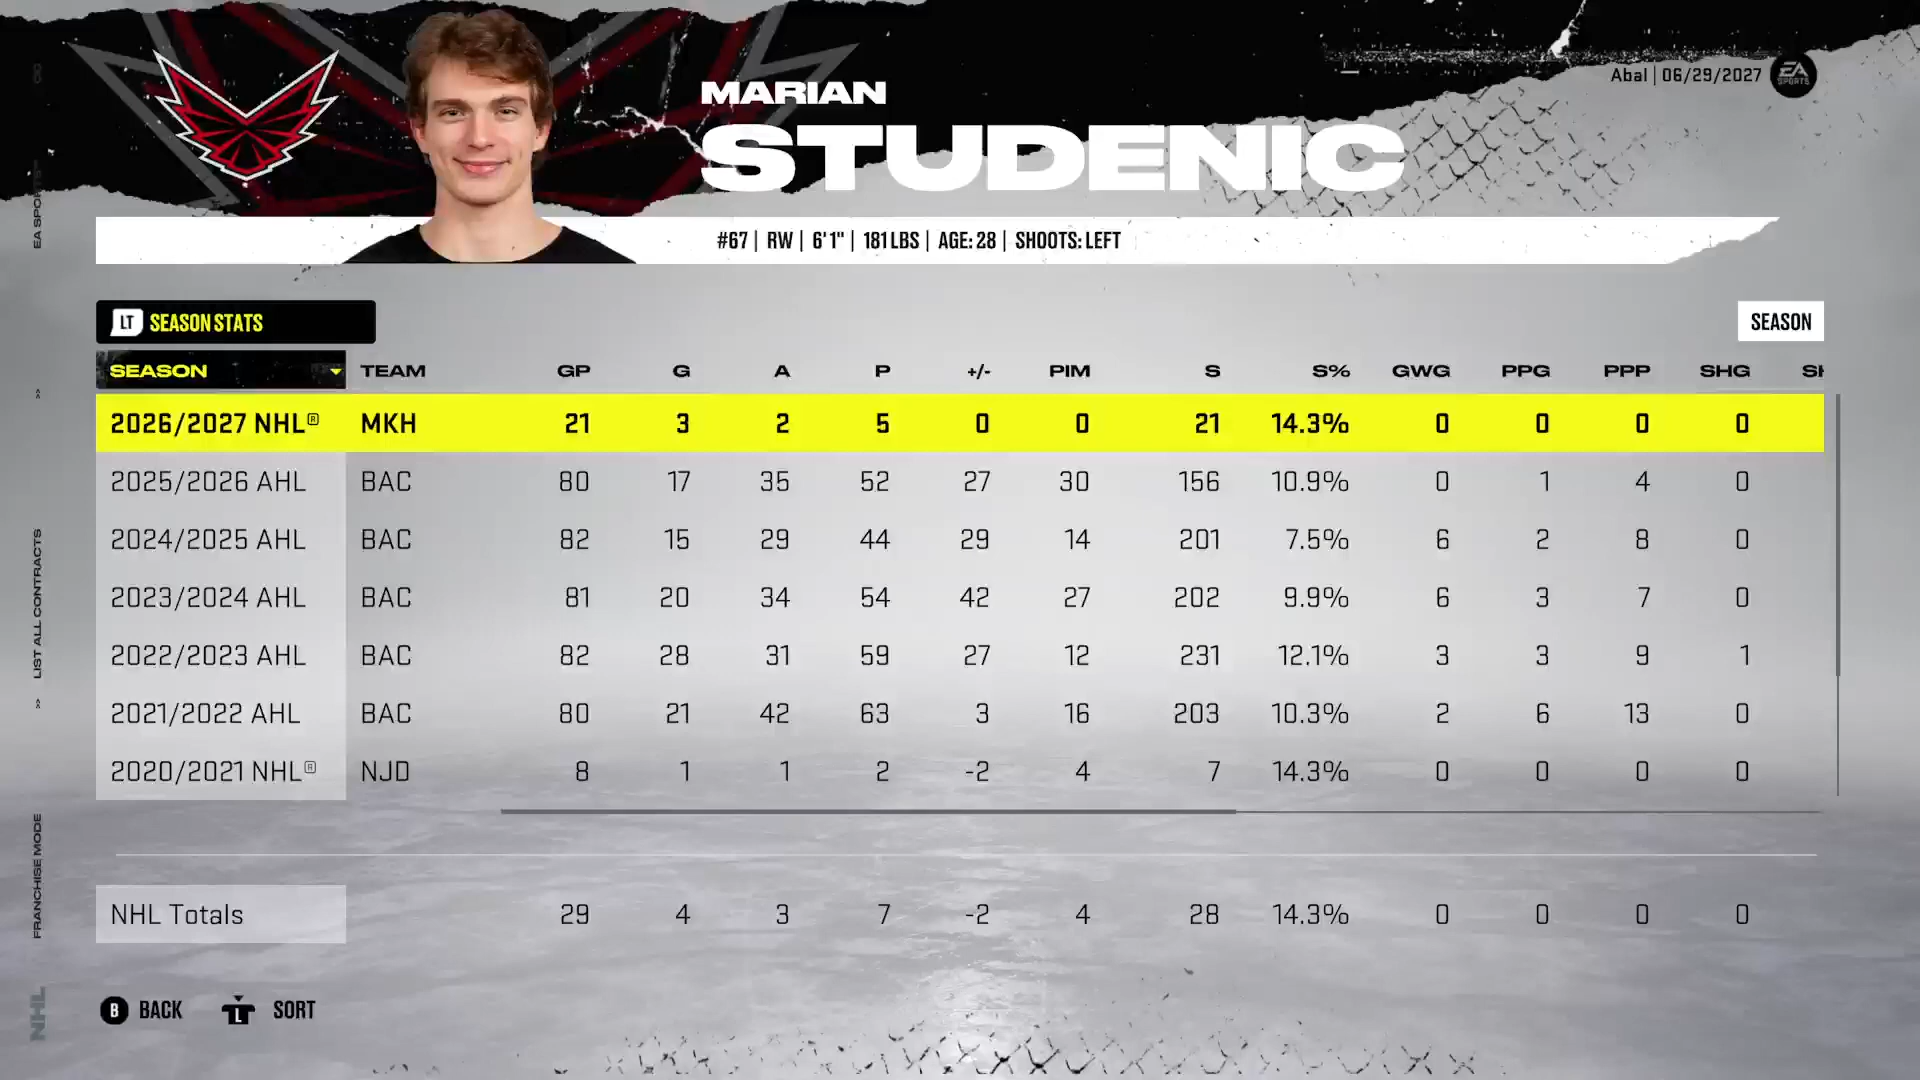 MARIAN
STUDENIC
Abal | 06/29/2027
EA SPORTS
#67 | RW | 6'1" | 181 LBS | AGE: 28 | SHOOTS: LEFT
LT SEASON STATS
SEASON
SEASON TEAM GP G A P +/- PIM S S% GWG PPG PPP SHG
2026/2027 NHL® MKH 21 3 2 5 0 0 21 14.3% 0 0 0 0
2025/2026 AHL BAC 80 17 35 52 27 30 156 10.9% 0 1 4 0
2024/2025 AHL BAC 82 15 29 44 29 14 201 7.5% 6 2 8 0
2023/2024 AHL BAC 81 20 34 54 42 27 202 9.9% 6 3 7 0
2022/2023 AHL BAC 82 28 31 59 27 12 231 12.1% 3 3 9 1
2021/2022 AHL BAC 80 21 42 63 3 16 203 10.3% 2 6 13 0
2020/2021 NHL® NJD 8 1 1 2 -2 4 7 14.3% 0 0 0 0
NHL Totals 29 4 3 7 -2 4 28 14.3% 0 0 0 0
B BACK L SORT
NHL
FRANCHISE MODE
>> LIST ALL CONTRACTS
>>
EA SPORTS